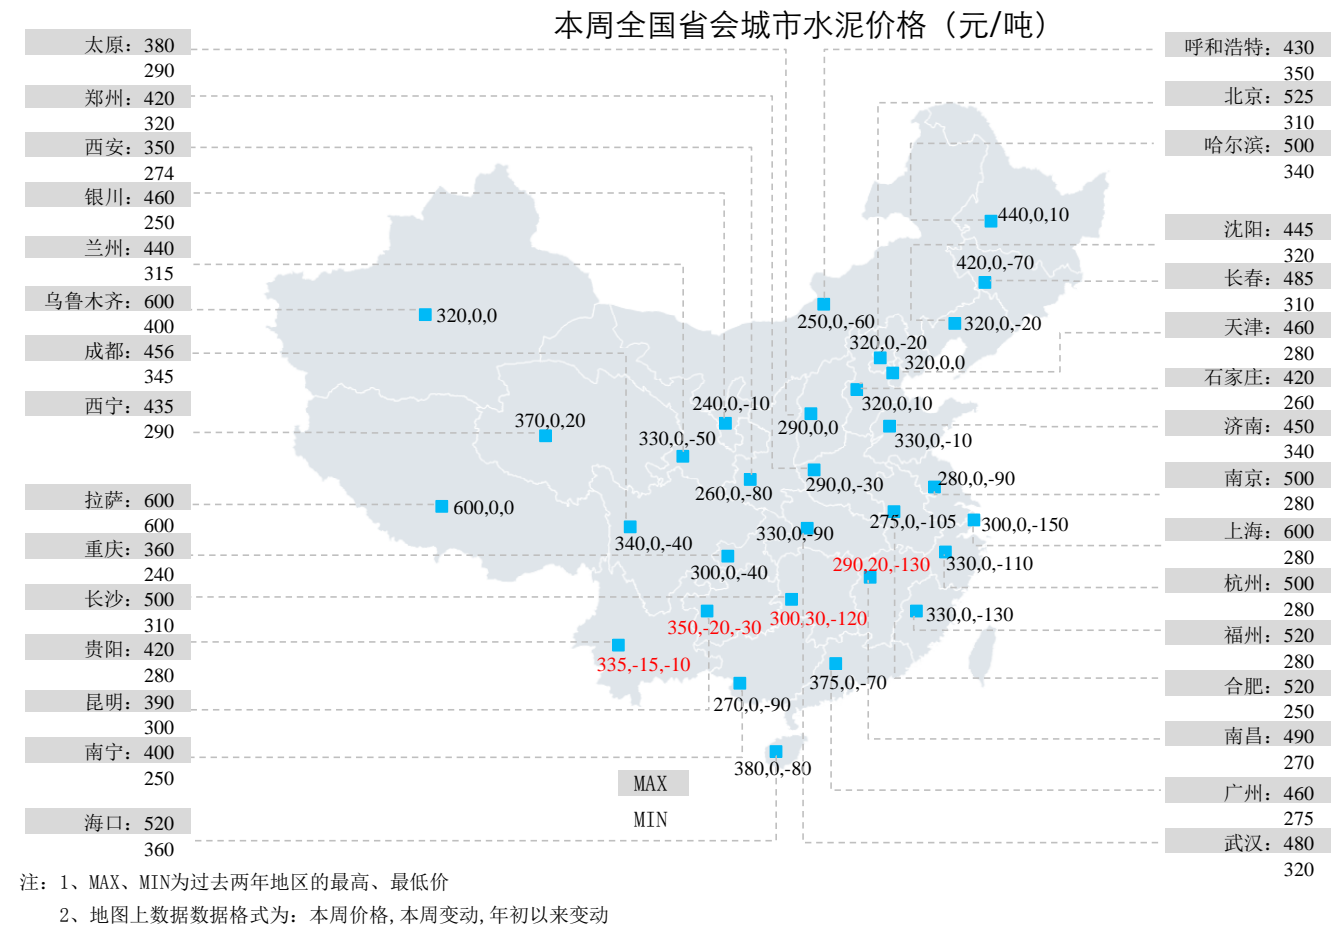 本周全国省会城市水泥价格（元/吨）
太原：380
290
郑州：420
320
西安：350
274
银川：460
250
兰州：440
315
乌鲁木齐：600
400
成都：456
345
西宁：435
290
拉萨：600
600
重庆：360
240
长沙：500
310
贵阳：420
280
昆明：390
300
南宁：400
250
海口：520
360
440,0,10
420,0,-70
320,0,0
250,0,-60
320,0,-20
320,0,-20
320,0,0
240,0,-10
320,0,10
370,0,20
290,0,0
330,0,-50
330,0,-10
260,0,-80
290,0,-30
280,0,-90
600,0,0
275,0,-105
300,0,-150
340,0,-40
330,0,-90
300,0,-40
290,20,-130
330,0,-110
350,-20,-30
300,30,-120
330,0,-130
335,-15,-10
375,0,-70
270,0,-90
380,0,-80
MAX
MIN
呼和浩特：430
350
北京：525
310
哈尔滨：500
340
沈阳：445
320
长春：485
310
天津：460
280
石家庄：420
260
济南：450
340
南京：500
280
上海：600
280
杭州：500
280
福州：520
280
合肥：520
250
南昌：490
270
广州：460
275
武汉：480
320
注：1、MAX、MIN为过去两年地区的最高、最低价
2、地图上数据数据格式为：本周价格,本周变动,年初以来变动